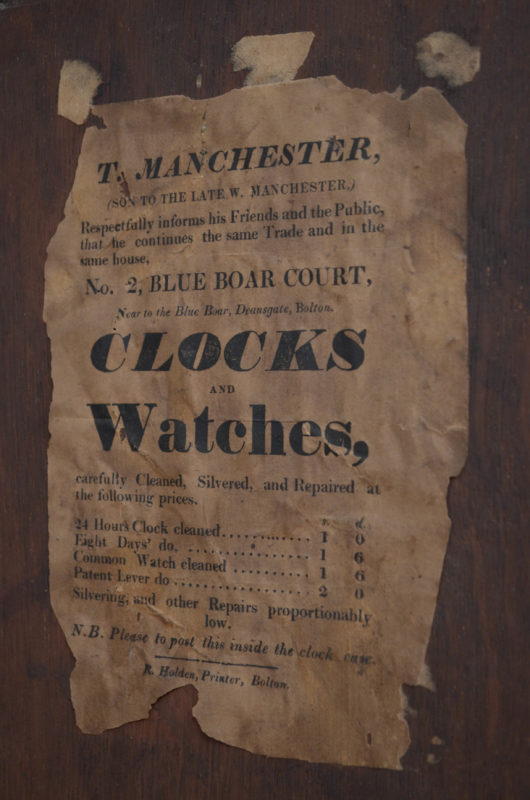 T. MANCHESTER,
(SON TO THE LATE W. MANCHESTER,)
Respectfully informs his Friends and the Public,
that he continues the same Trade and in the
same house,
No. 2, BLUE BOAR COURT,
Near to the Blue Boar, Deansgate, Bolton.
CLOCKS
AND
Watches,
carefully Cleaned, Silvered, and Repaired at
the following prices.
s. d.
24 Hours Clock cleaned.............. 1 0
Eight Days' do. .................. 1 6
Common Watch cleaned .......... 1 6
Patent Lever do .................. 2 0
Silvering, and other Repairs proportionably
low.
N.B. Please to post this inside the clock case.
R. Holden, Printer, Bolton.